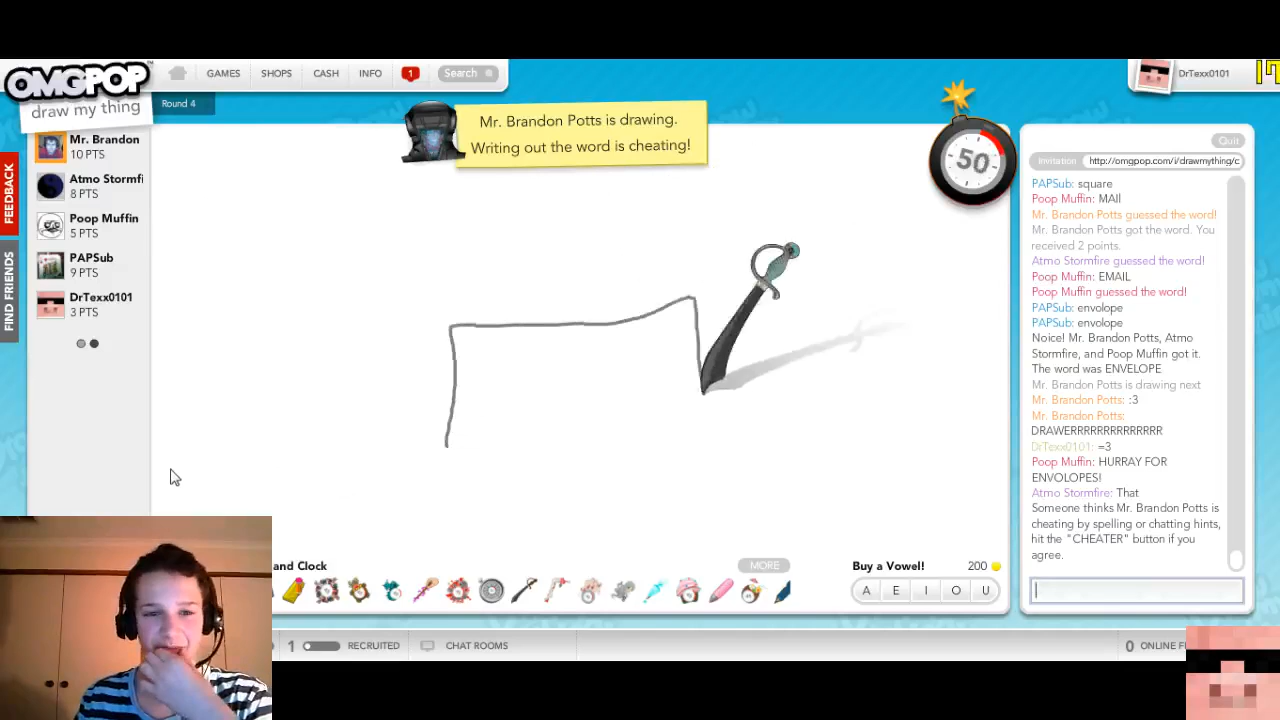 OMGPOP
draw my thing
GAMES
SHOPS
CASH
INFO
1
Search
DrTexx0101
Round 4
Mr. Brandon
10 PTS
Atmo Stormfi
8 PTS
Poop Muffin
5 PTS
PAPSub
9 PTS
DrTexx0101
3 PTS
FEEDBACK
FIND FRIENDS
Mr. Brandon Potts is drawing.
Writing out the word is cheating!
50
Quit
Invitation
http://omgpop.com/i/drawmything/c
PAPSub: square
Poop Muffin: MAIl
Mr. Brandon Potts guessed the word!
Mr. Brandon Potts got the word. You
received 2 points.
Atmo Stormfire guessed the word!
Poop Muffin: EMAIL
Poop Muffin guessed the word!
PAPSub: envolope
PAPSub: envolope
Noice! Mr. Brandon Potts, Atmo
Stormfire, and Poop Muffin got it.
The word was ENVELOPE
Mr. Brandon Potts is drawing next
Mr. Brandon Potts: :3
Mr. Brandon Potts:
DRAWERRRRRRRRRRRRRR
DrTexx0101: =3
Poop Muffin: HURRAY FOR
ENVOLOPES!
Atmo Stormfire: That
Someone thinks Mr. Brandon Potts is
cheating by spelling or chatting hints,
hit the "CHEATER" button if you
agree.
and Clock
MORE
Buy a Vowel!
200
A E I O U
1
RECRUITED
CHAT ROOMS
0 ONLINE